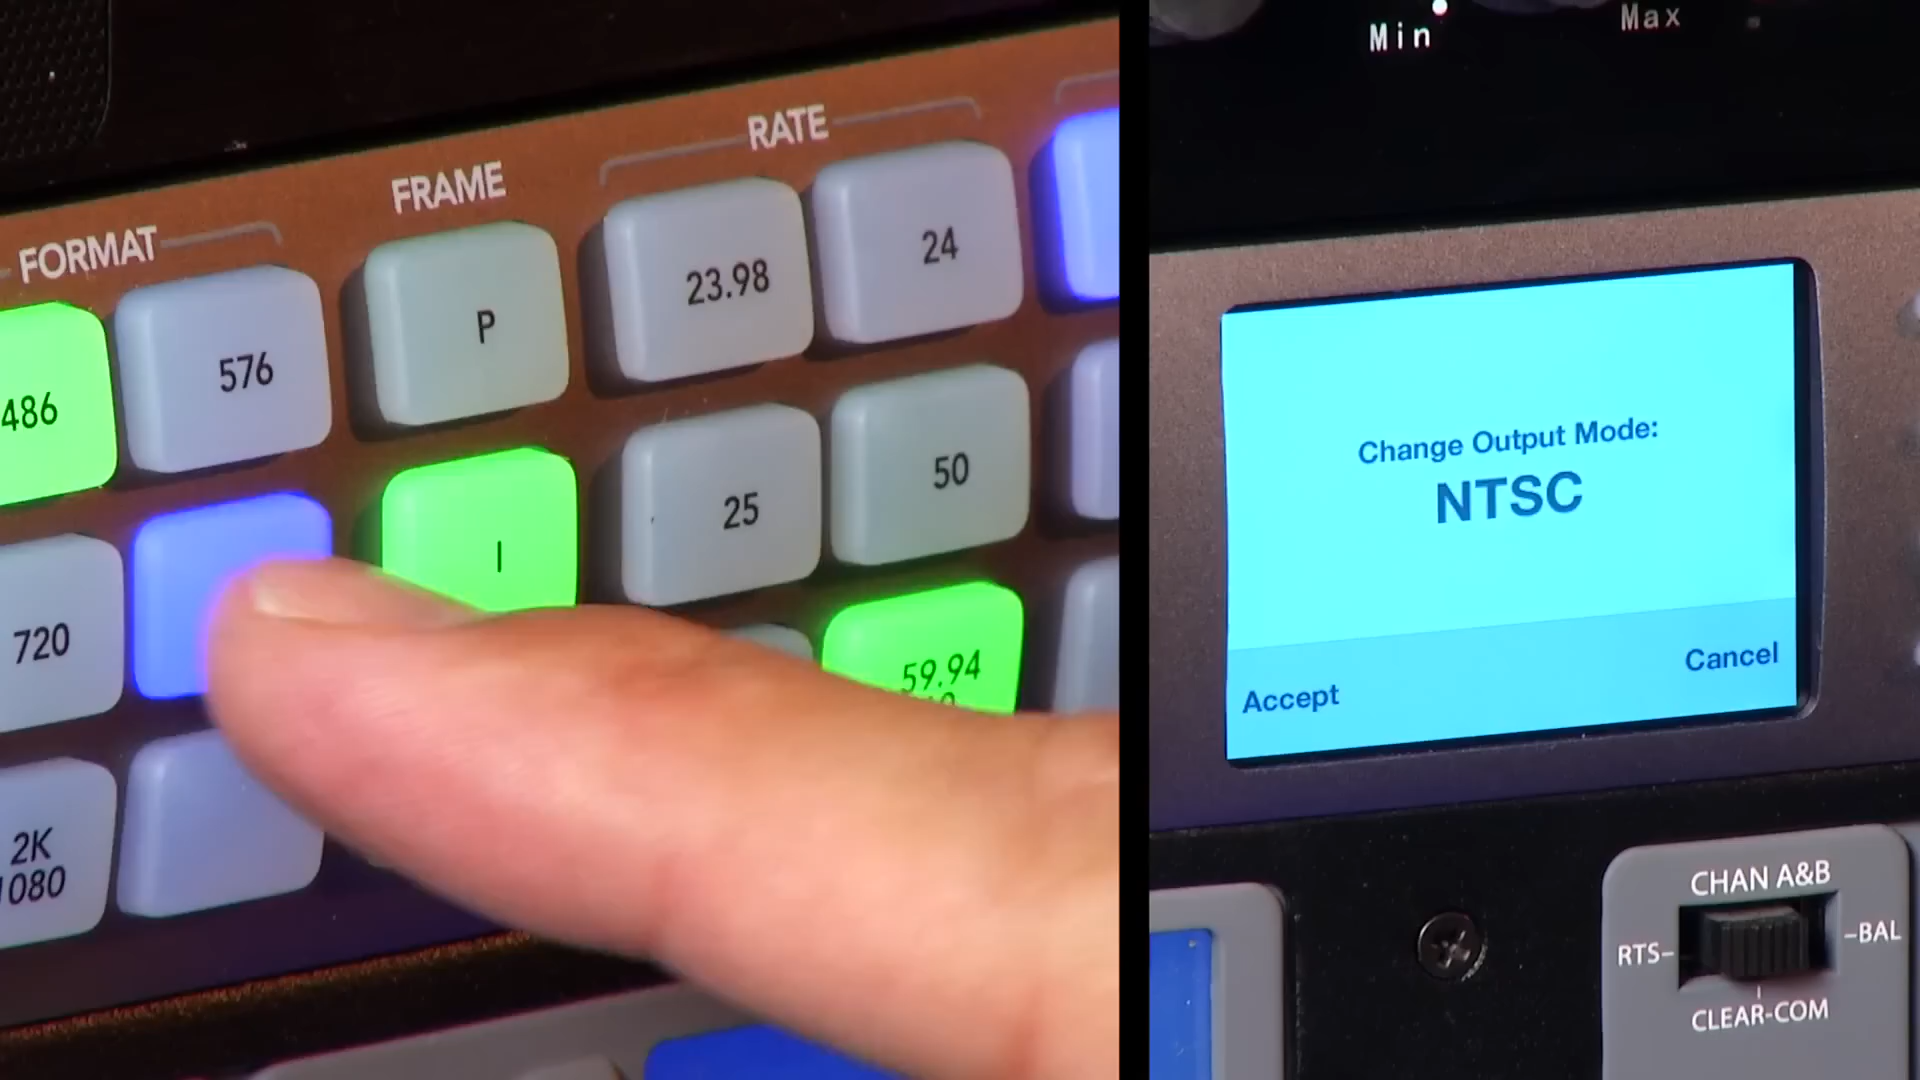 FORMAT
FRAME
RATE
486
576
P
23.98
24
720
I
25
50
59.94
2K
1080
Min
Max
Change Output Mode:
NTSC
Accept
Cancel
CHAN A&B
RTS-
-BAL
CLEAR-COM